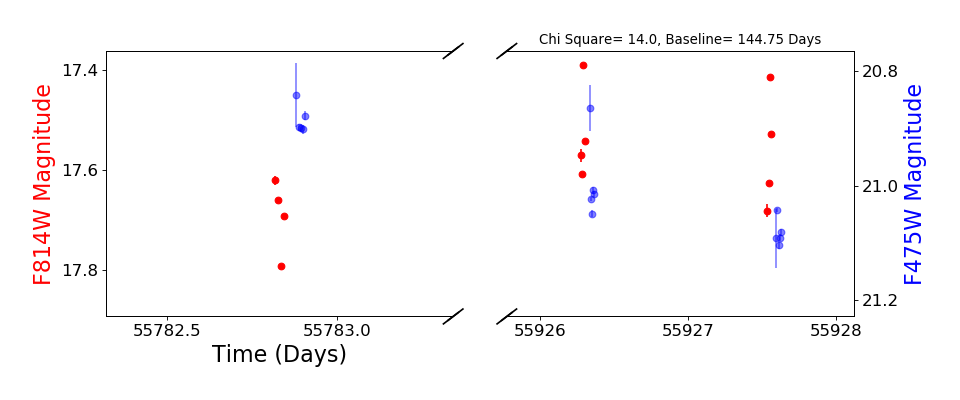 Chi Square= 14.0, Baseline= 144.75 Days
17.4
17.6
17.8
F814W Magnitude
20.8
21.0
21.2
F475W Magnitude
55782.5
55783.0
55926
55927
55928
Time (Days)